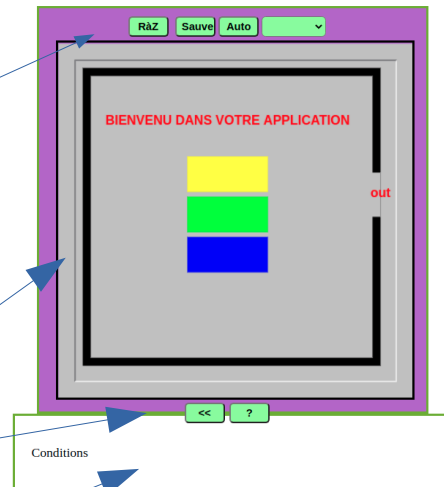 RàZ Sauve Auto
BIENVENU DANS VOTRE APPLICATION
out
<< ?
Conditions